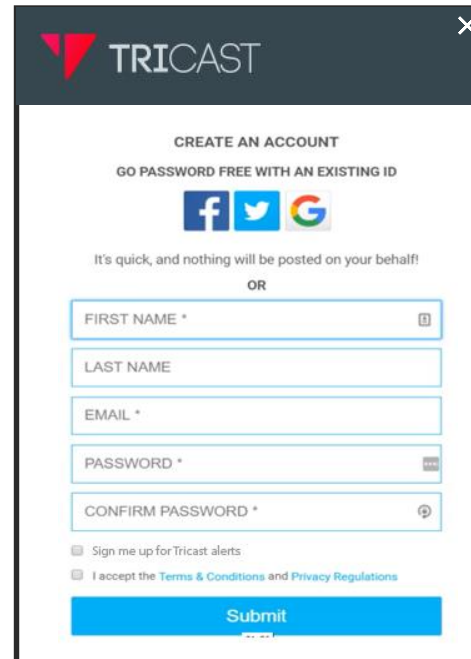 TRICAST
CREATE AN ACCOUNT
GO PASSWORD FREE WITH AN EXISTING ID
It's quick, and nothing will be posted on your behalf!
OR
FIRST NAME *
LAST NAME
EMAIL *
PASSWORD *
CONFIRM PASSWORD *
Sign me up for Tricast alerts
I accept the Terms & Conditions and Privacy Regulations
Submit